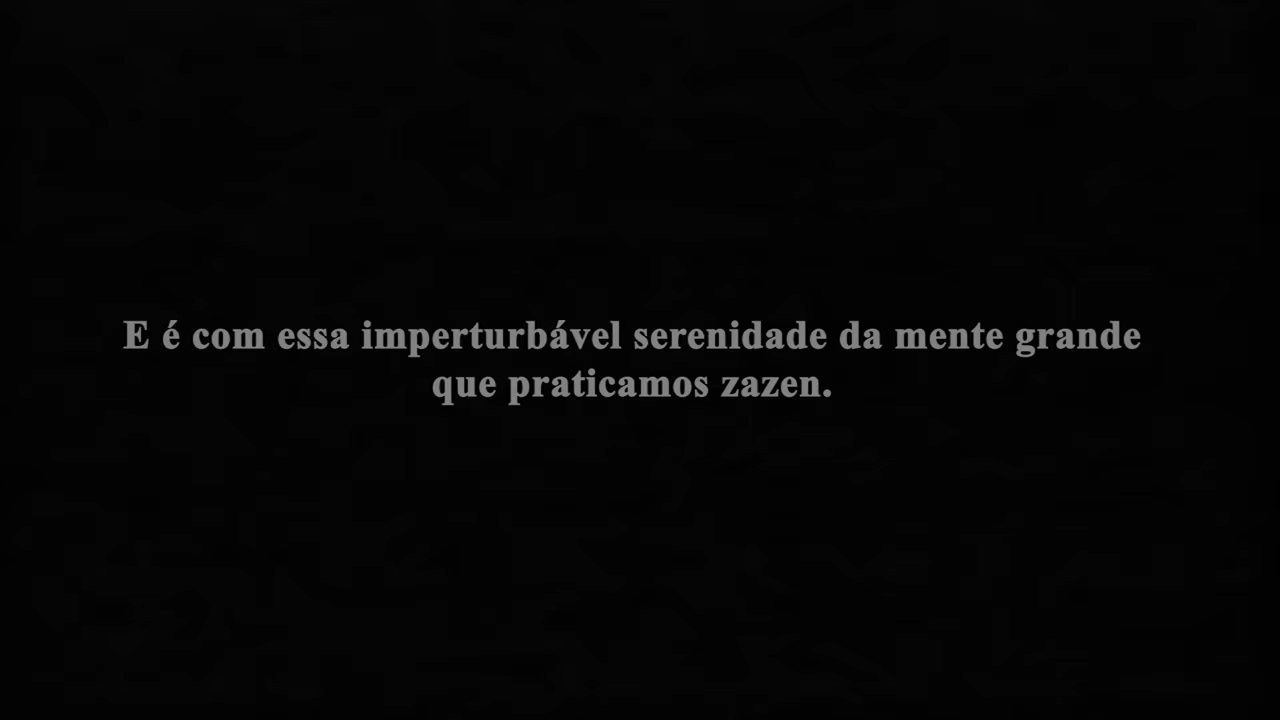 E é com essa imperturbável serenidade da mente grande
que praticamos zazen.